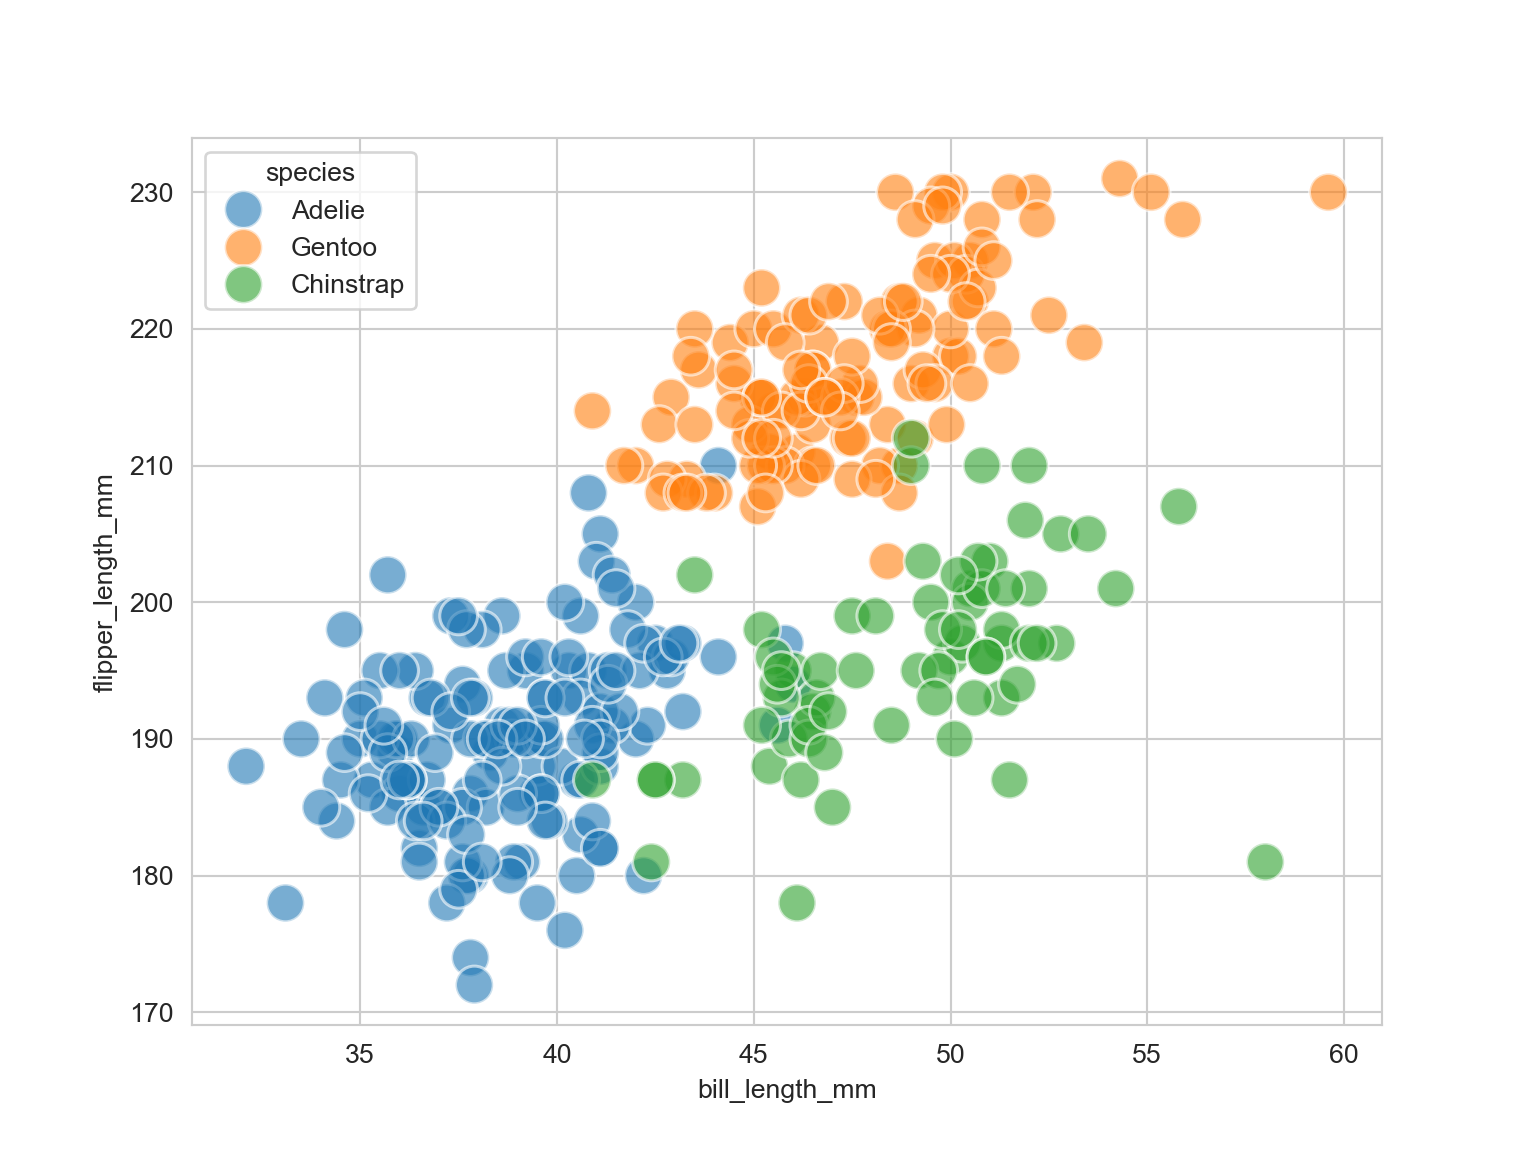 species
Adelie
Gentoo
Chinstrap
230
220
210
200
190
180
170
flipper_length_mm
35 40 45 50 55 60
bill_length_mm